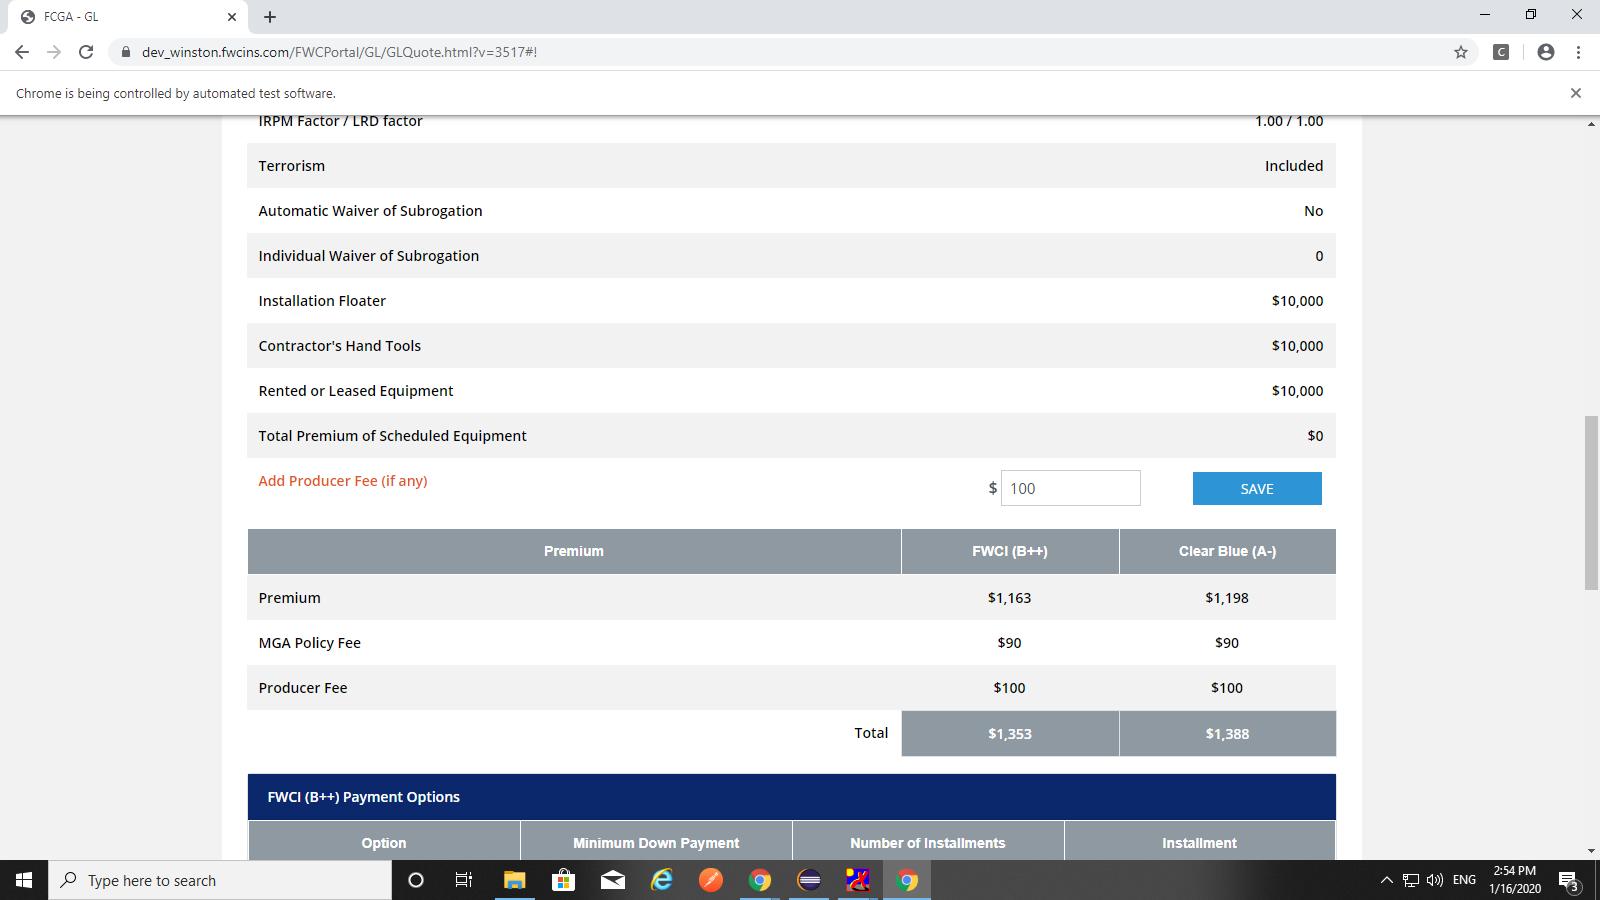 FCGA - GL
dev_winston.fwcins.com/FWCPortal/GL/GLQuote.html?v=3517#!
C
Chrome is being controlled by automated test software.
IRPM Factor / LRD factor 1.00 / 1.00
Terrorism Included
Automatic Waiver of Subrogation No
Individual Waiver of Subrogation 0
Installation Floater $10,000
Contractor's Hand Tools $10,000
Rented or Leased Equipment $10,000
Total Premium of Scheduled Equipment $0
Add Producer Fee (if any) $ 100 SAVE
Premium FWCI (B++) Clear Blue (A-)
Premium $1,163 $1,198
MGA Policy Fee $90 $90
Producer Fee $100 $100
Total $1,353 $1,388
FWCI (B++) Payment Options
Option Minimum Down Payment Number of Installments Installment
Type here to search
ENG
2:54 PM
1/16/2020
3